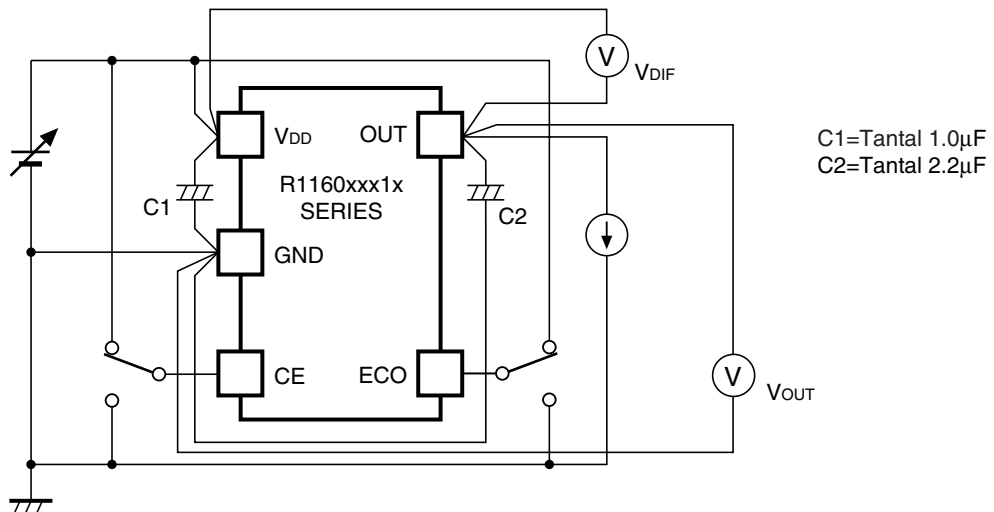 V
VDIF
VDD
OUT
C1=Tantal 1.0μF
C2=Tantal 2.2μF
R1160xxx1x
SERIES
C1
C2
GND
CE
ECO
V
VOUT